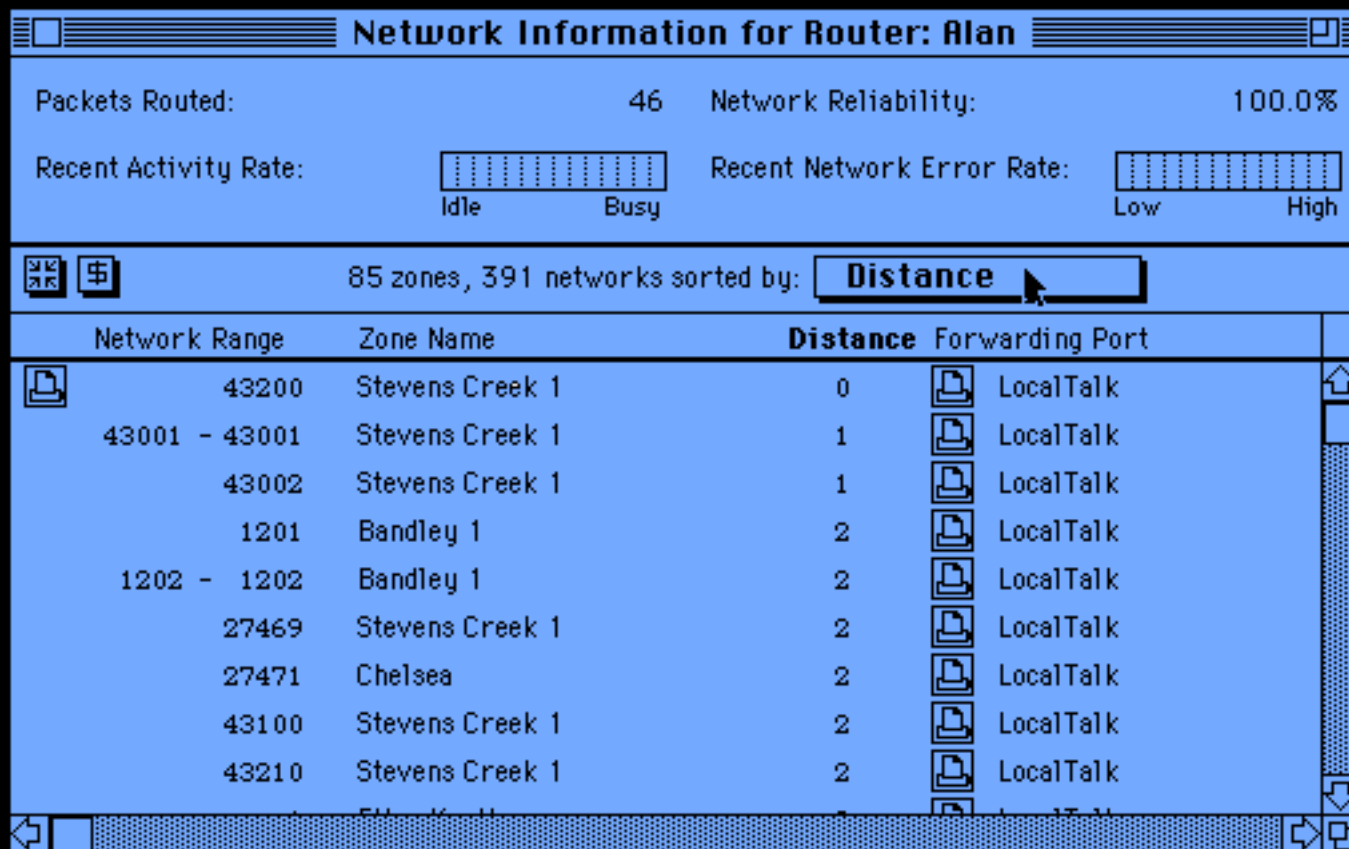 Network Information for Router: Alan
Packets Routed: 46 Network Reliability: 100.0%
Recent Activity Rate: Recent Network Error Rate:
Idle Busy Low High
$ 85 zones, 391 networks sorted by: Distance
Network Range Zone Name Distance Forwarding Port
43200 Stevens Creek 1 0 LocalTalk
43001 - 43001 Stevens Creek 1 1 LocalTalk
43002 Stevens Creek 1 1 LocalTalk
1201 Bandley 1 2 LocalTalk
1202 - 1202 Bandley 1 2 LocalTalk
27469 Stevens Creek 1 2 LocalTalk
27471 Chelsea 2 LocalTalk
43100 Stevens Creek 1 2 LocalTalk
43210 Stevens Creek 1 2 LocalTalk